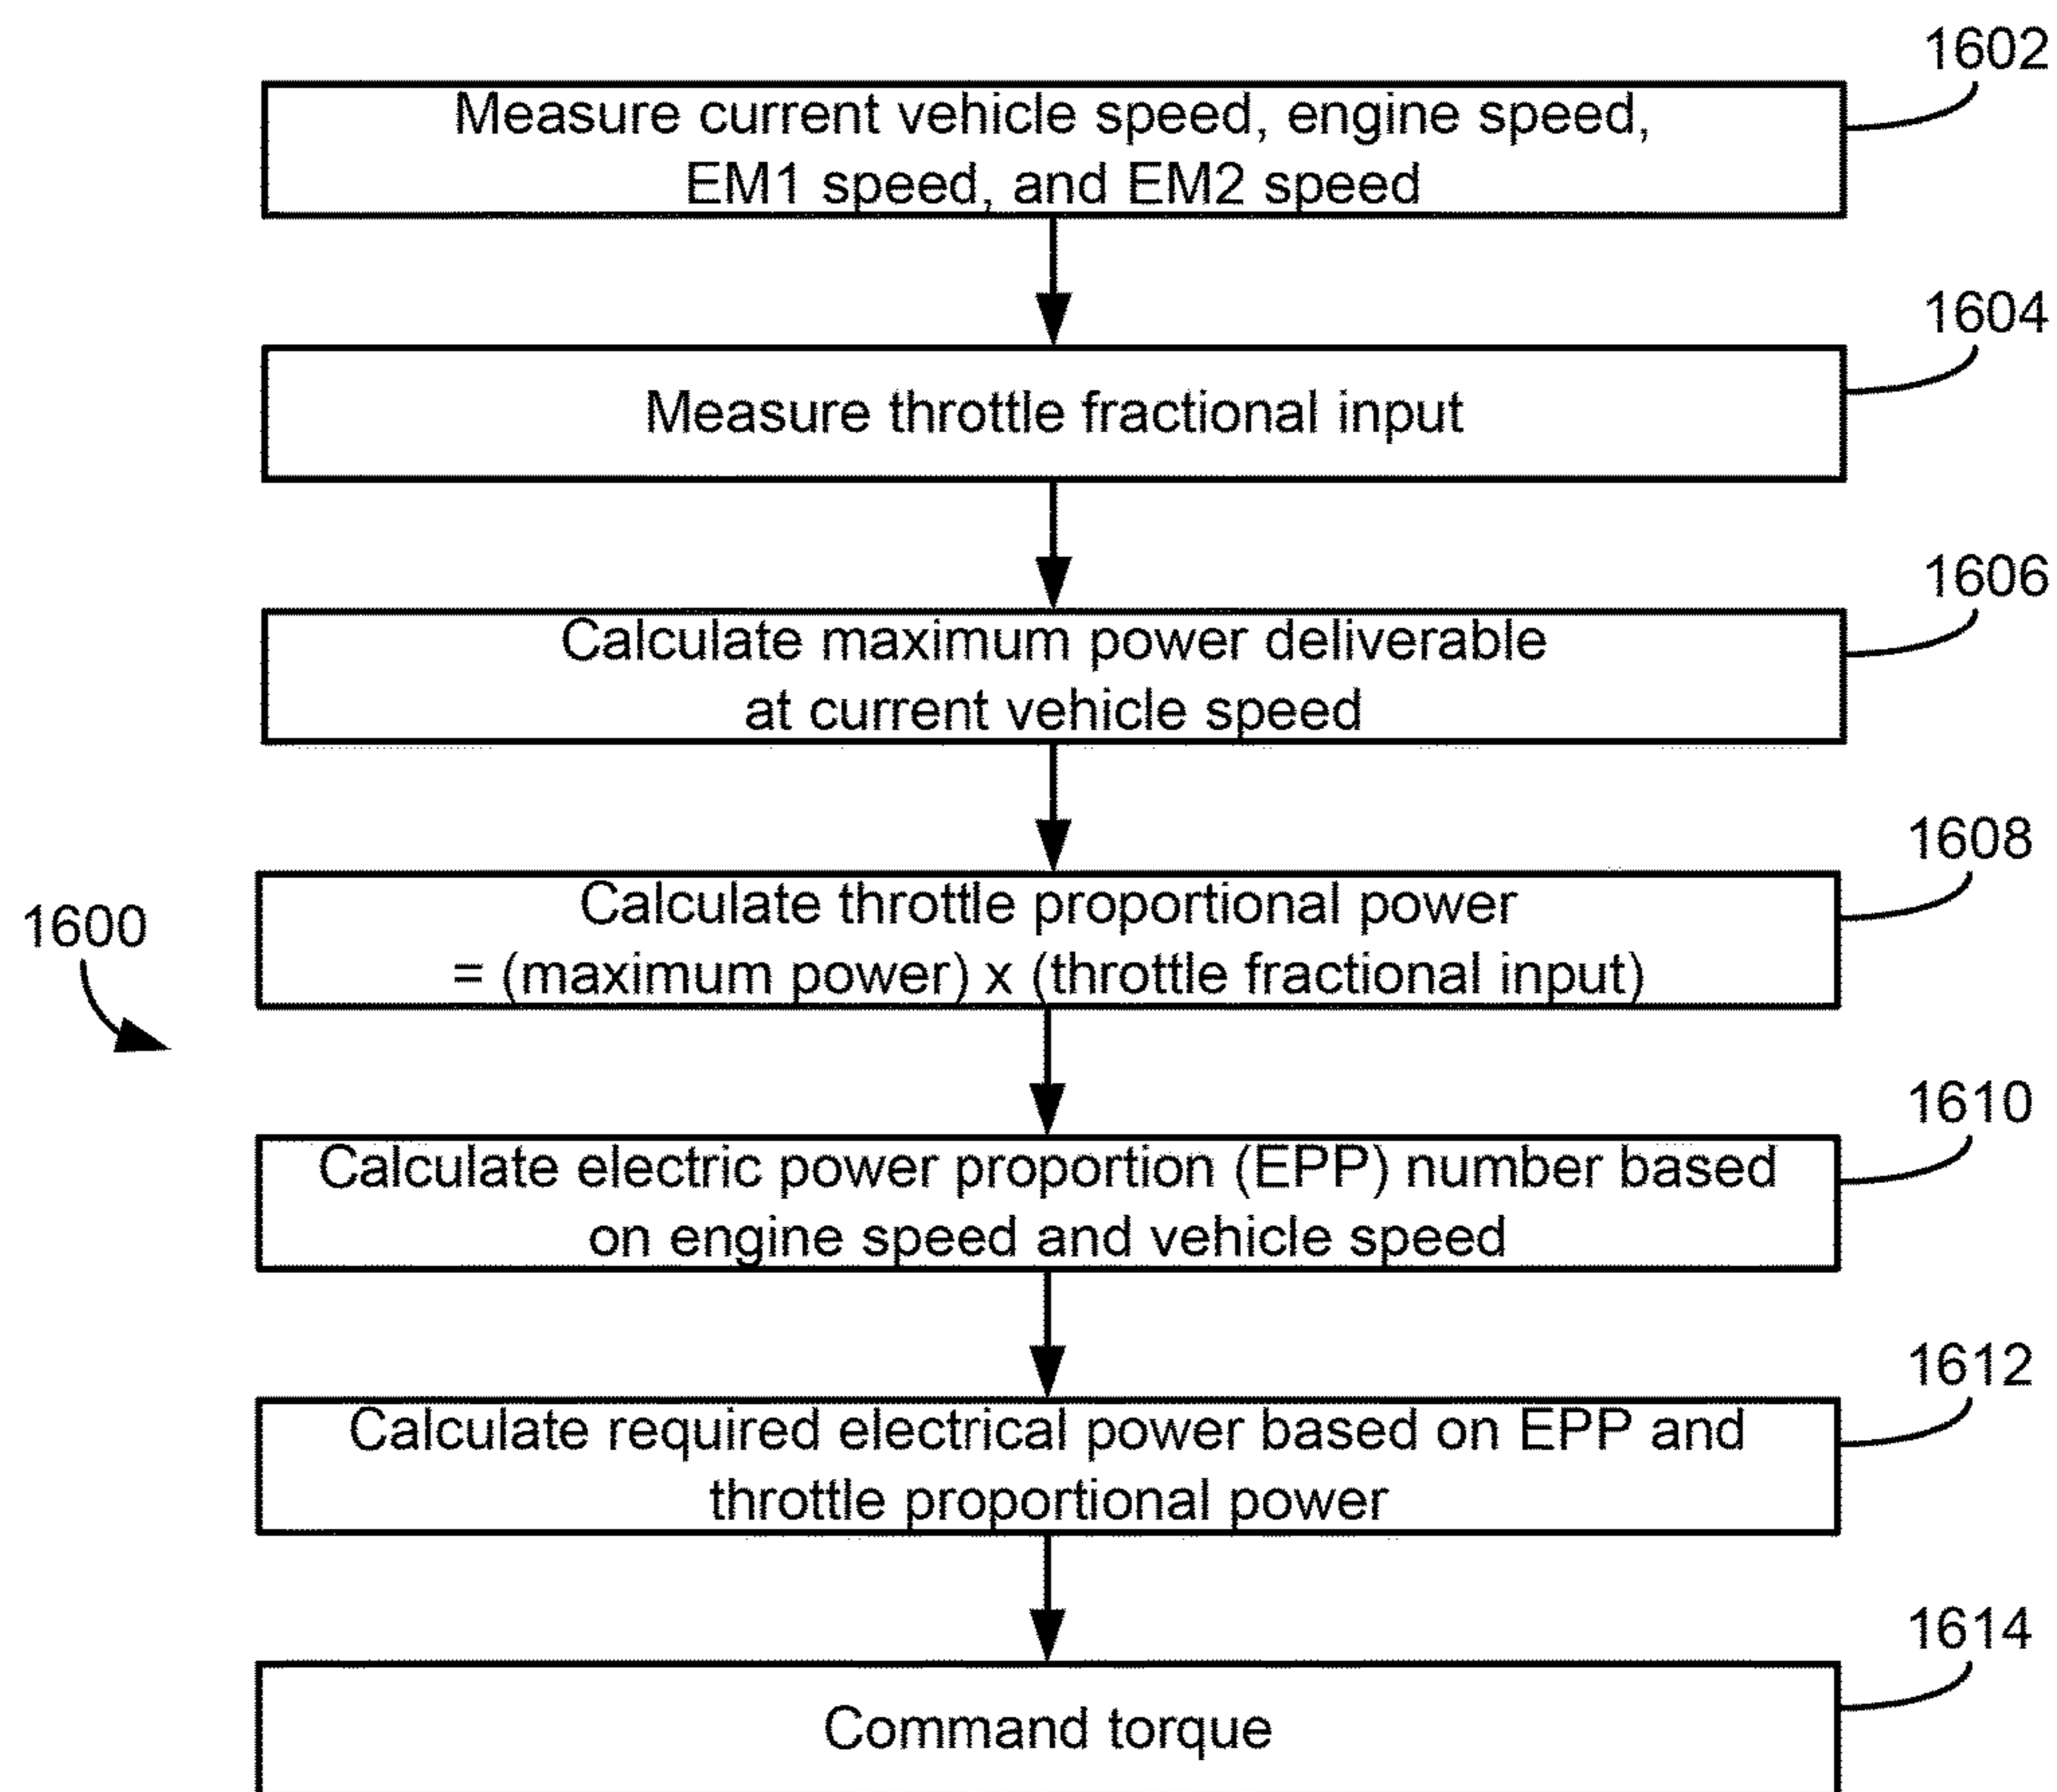 1602
Measure current vehicle speed, engine speed,
EM1 speed, and EM2 speed
1604
Measure throttle fractional input
1606
Calculate maximum power deliverable
at current vehicle speed
1608
Calculate throttle proportional power
= (maximum power) x (throttle fractional input)
1600
1610
Calculate electric power proportion (EPP) number based
on engine speed and vehicle speed
1612
Calculate required electrical power based on EPP and
throttle proportional power
1614
Command torque